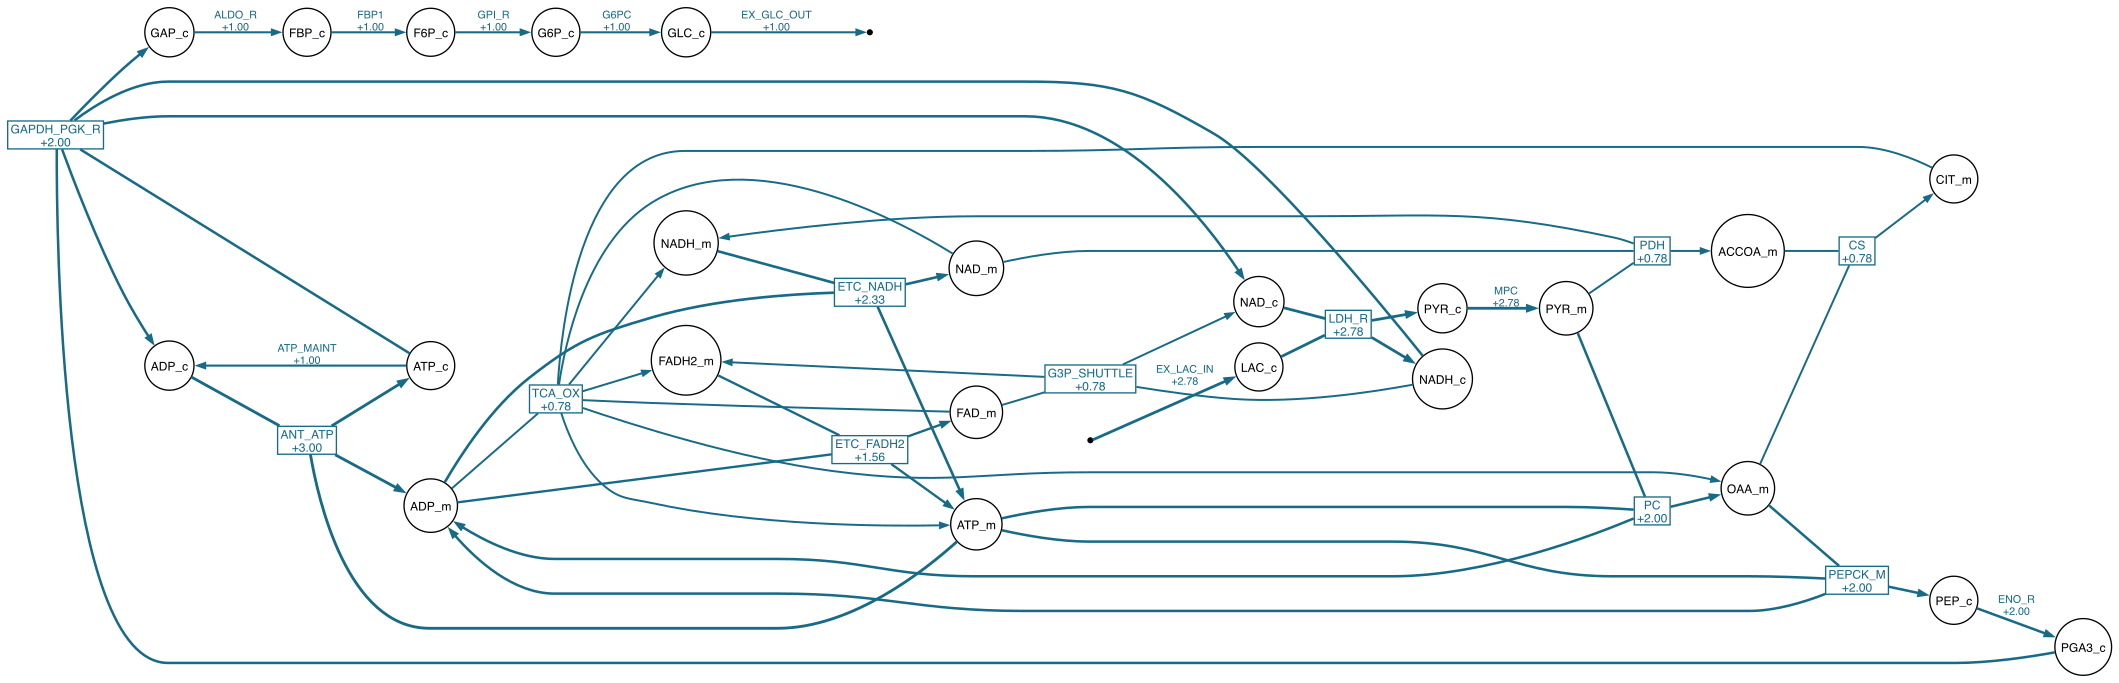 ALDO_R
+1.00
FBP1
+1.00
GPI_R
+1.00
G6PC
+1.00
EX_GLC_OUT
+1.00
GAP_c
FBP_c
F6P_c
G6P_c
GLC_c
GAPDH_PGK_R
+2.00
CIT_m
NADH_m
NAD_m
PDH
+0.78
ACCOA_m
CS
+0.78
ETC_NADH
+2.33
NAD_c
MPC
+2.78
PYR_c
PYR_m
LDH_R
+2.78
ATP_MAINT
+1.00
ADP_c
ATP_c
FADH2_m
G3P_SHUTTLE
+0.78
EX_LAC_IN
+2.78
LAC_c
NADH_c
TCA_OX
+0.78
FAD_m
ANT_ATP
+3.00
ETC_FADH2
+1.56
ADP_m
ATP_m
PC
+2.00
OAA_m
PEPCK_M
+2.00
PEP_c
ENO_R
+2.00
PGA3_c